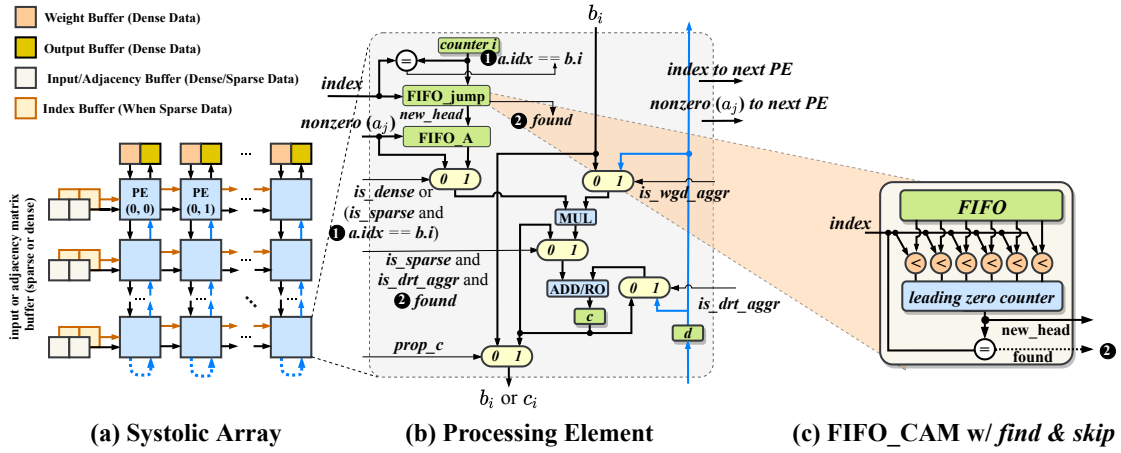 Weight Buffer (Dense Data)
Output Buffer (Dense Data)
Input/Adjacency Buffer (Dense/Sparse Data)
Index Buffer (When Sparse Data)
input or adjacency matrix
buffer (sparse or dense)
PE
(0, 0)
PE
(0, 1)
...
...
...
...
...
(a) Systolic Array
b_i
counter i
=
❶ a.idx == b.i
index
FIFO_jump
new_head
❷ found
nonzero (a_j)
FIFO_A
0 1
0 1
is_dense or
(is_sparse and
❶ a.idx == b.i)
is_wgd_aggr
MUL
0 1
is_sparse and
is_drt_aggr and
❷ found
ADD/RO
0 1
is_drt_aggr
c
d
prop_c
0 1
b_i or c_i
index to next PE
nonzero (a_j) to next PE
(b) Processing Element
FIFO
index
< < < < < <
leading zero counter
new_head
=
found
❷
(c) FIFO_CAM w/ find & skip